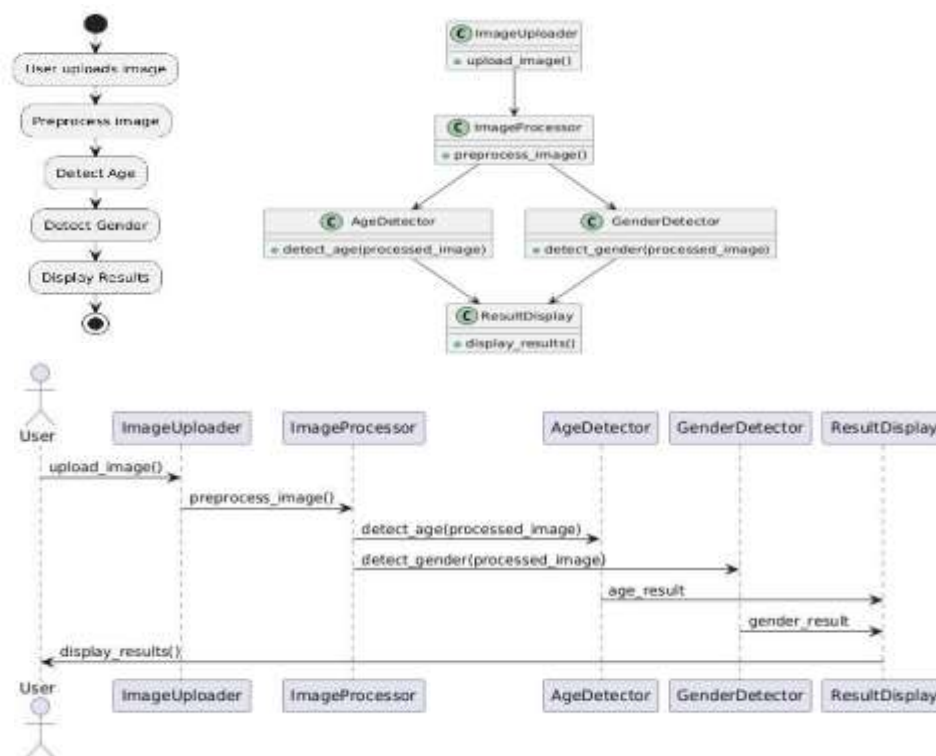 User uploads image
Preprocess image
Detect Age
Detect Gender
Display Results
C ImageUploader
upload_image()
C ImageProcessor
preprocess_image()
C AgeDetector
detect_age(processed_image)
C GenderDetector
detect_gender(processed_image)
C ResultDisplay
display_results()
User
ImageUploader
ImageProcessor
AgeDetector
GenderDetector
ResultDisplay
upload_image()
preprocess_image()
detect_age(processed_image)
detect_gender(processed_image)
age_result
gender_result
display_results()
User
ImageUploader
ImageProcessor
AgeDetector
GenderDetector
ResultDisplay